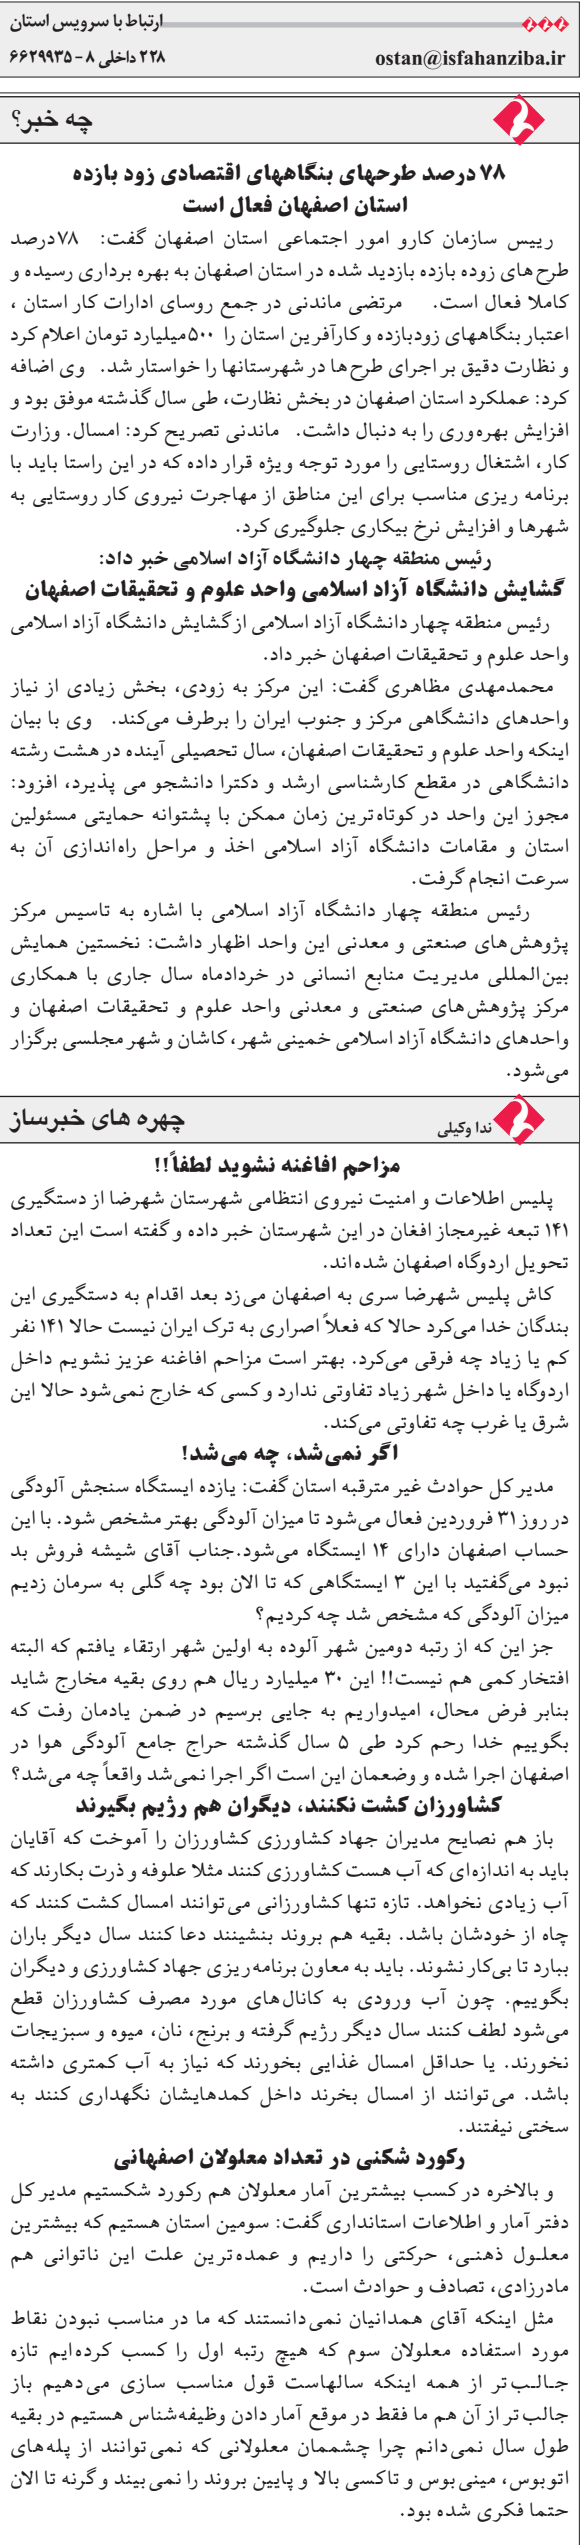 ارتباط با سرویس استان
۲۲۸ داخلی ۸ - ۶۶۲۹۹۳۵
ostan@isfahanziba.ir
چه خبر؟
۷۸ درصد طرحهای بنگاههای اقتصادی زود بازده
استان اصفهان فعال است
رییس سازمان کارو امور اجتماعی استان اصفهان گفت: ۷۸درصد
طرح‌های زوده بازده بازدید شده در استان اصفهان به بهره برداری رسیده و
کاملا فعال است. مرتضی ماندنی در جمع روسای ادارات کار استان ،
اعتبار بنگاههای زودبازده و کارآفرین استان را ۵۰۰میلیارد تومان اعلام کرد
و نظارت دقیق بر اجرای طرح‌ها در شهرستانها را خواستار شد. وی اضافه
کرد: عملکرد استان اصفهان در بخش نظارت، طی سال گذشته موفق بود و
افزایش بهره‌وری را به دنبال داشت. ماندنی تصریح کرد: امسال. وزارت
کار، اشتغال روستایی را مورد توجه ویژه قرار داده که در این راستا باید با
برنامه ریزی مناسب برای این مناطق از مهاجرت نیروی کار روستایی به
شهرها و افزایش نرخ بیکاری جلوگیری کرد.
رئیس منطقه چهار دانشگاه آزاد اسلامی خبر داد:
گشایش دانشگاه آزاد اسلامی واحد علوم و تحقیقات اصفهان
رئیس منطقه چهار دانشگاه آزاد اسلامی از گشایش دانشگاه آزاد اسلامی
واحد علوم و تحقیقات اصفهان خبر داد.
محمدمهدی مظاهری گفت: این مرکز به زودی، بخش زیادی از نیاز
واحدهای دانشگاهی مرکز و جنوب ایران را برطرف می‌کند. وی با بیان
اینکه واحد علوم و تحقیقات اصفهان، سال تحصیلی آینده در هشت رشته
دانشگاهی در مقطع کارشناسی ارشد و دکترا دانشجو می پذیرد، افزود:
مجوز این واحد در کوتاه‌ترین زمان ممکن با پشتوانه حمایتی مسئولین
استان و مقامات دانشگاه آزاد اسلامی اخذ و مراحل راه‌اندازی آن به
سرعت انجام گرفت.
رئیس منطقه چهار دانشگاه آزاد اسلامی با اشاره به تاسیس مرکز
پژوهش‌های صنعتی و معدنی این واحد اظهار داشت: نخستین همایش
بین‌المللی مدیریت منابع انسانی در خردادماه سال جاری با همکاری
مرکز پژوهش‌های صنعتی و معدنی واحد علوم و تحقیقات اصفهان و
واحدهای دانشگاه آزاد اسلامی خمینی شهر، کاشان و شهر مجلسی برگزار
می‌شود.
چهره های خبرساز
ندا وکیلی
مزاحم افاغنه نشوید لطفاً!!
پلیس اطلاعات و امنیت نیروی انتظامی شهرستان شهرضا از دستگیری
۱۴۱ تبعه غیرمجاز افغان در این شهرستان خبر داده و گفته است این تعداد
تحویل اردوگاه اصفهان شده‌اند.
کاش پلیس شهرضا سری به اصفهان می‌زد بعد اقدام به دستگیری این
بندگان خدا می‌کرد حالا که فعلاً اصراری به ترک ایران نیست حالا ۱۴۱ نفر
کم یا زیاد چه فرقی می‌کرد. بهتر است مزاحم افاغنه عزیز نشویم داخل
اردوگاه یا داخل شهر زیاد تفاوتی ندارد و کسی که خارج نمی‌شود حالا این
شرق یا غرب چه تفاوتی می‌کند.
اگر نمی‌شد، چه می‌شد!
مدیر کل حوادث غیر مترقبه استان گفت: یازده ایستگاه سنجش آلودگی
در روز ۳۱ فروردین فعال می‌شود تا میزان آلودگی بهتر مشخص شود. با این
حساب اصفهان دارای ۱۴ ایستگاه می‌شود.جناب آقای شیشه فروش بد
نبود می‌گفتید با این ۳ ایستگاهی که تا الان بود چه گلی به سرمان زدیم
میزان آلودگی که مشخص شد چه کردیم؟
جز این که از رتبه دومین شهر آلوده به اولین شهر ارتقاء یافتم که البته
افتخار کمی هم نیست!! این ۳۰ میلیارد ریال هم روی بقیه مخارج شاید
بنابر فرض محال، امیدواریم به جایی برسیم در ضمن یادمان رفت که
بگوییم خدا رحم کرد طی ۵ سال گذشته حراج جامع آلودگی هوا در
اصفهان اجرا شده و وضعمان این است اگر اجرا نمی‌شد واقعاً چه می‌شد؟
کشاورزان کشت نکنند، دیگران هم رژیم بگیرند
باز هم نصایح مدیران جهاد کشاورزی کشاورزان را آموخت که آقایان
باید به اندازه‌ای که آب هست کشاورزی کنند مثلا علوفه و ذرت بکارند که
آب زیادی نخواهد. تازه تنها کشاورزانی می‌توانند امسال کشت کنند که
چاه از خودشان باشد. بقیه هم بروند بنشینند دعا کنند سال دیگر باران
ببارد تا بی‌کار نشوند. باید به معاون برنامه‌ریزی جهاد کشاورزی و دیگران
بگوییم. چون آب ورودی به کانال‌های مورد مصرف کشاورزان قطع
می‌شود لطف کنند سال دیگر رژیم گرفته و برنج، نان، میوه و سبزیجات
نخورند. یا حداقل امسال غذایی بخورند که نیاز به آب کمتری داشته
باشد. می‌توانند از امسال بخرند داخل کمدهایشان نگهداری کنند به
سختی نیفتند.
رکورد شکنی در تعداد معلولان اصفهانی
و بالاخره در کسب بیشترین آمار معلولان هم رکورد شکستیم مدیر کل
دفتر آمار و اطلاعات استانداری گفت: سومین استان هستیم که بیشترین
معلـول ذهنـی، حرکتی را داریم و عمده‌ترین علت این ناتوانی هم
مادرزادی، تصادف و حوادث است.
مثل اینکه آقای همدانیان نمی‌دانستند که ما در مناسب نبودن نقاط
مورد استفاده معلولان سوم که هیچ رتبه اول را کسب کرده‌ایم تازه
جـالـب‌تر از همه اینکه سالهاست قول مناسب سازی می‌دهیم باز
جالب‌تر از آن هم ما فقط در موقع آمار دادن وظیفه‌شناس هستیم در بقیه
طول سال نمی‌دانم چرا چشممان معلولانی که نمی‌توانند از پله‌های
اتوبوس، مینی‌بوس و تاکسی بالا و پایین بروند را نمی‌بیند و گرنه تا الان
حتما فکری شده بود.